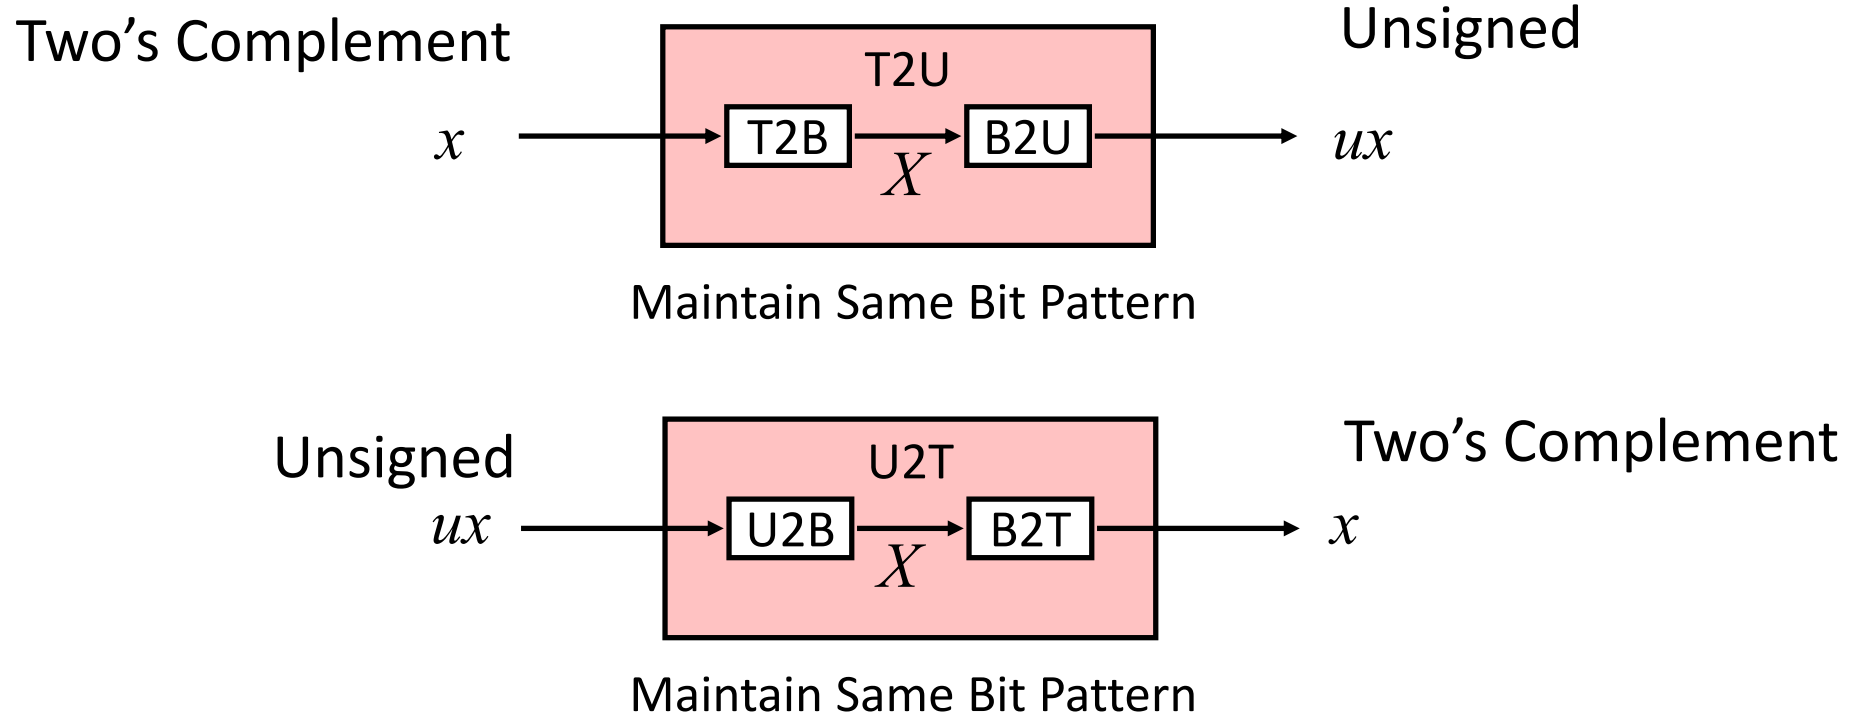 Two’s Complement
Unsigned
T2U
x
T2B
X
B2U
ux
Maintain Same Bit Pattern
Unsigned
Two’s Complement
U2T
ux
U2B
X
B2T
x
Maintain Same Bit Pattern